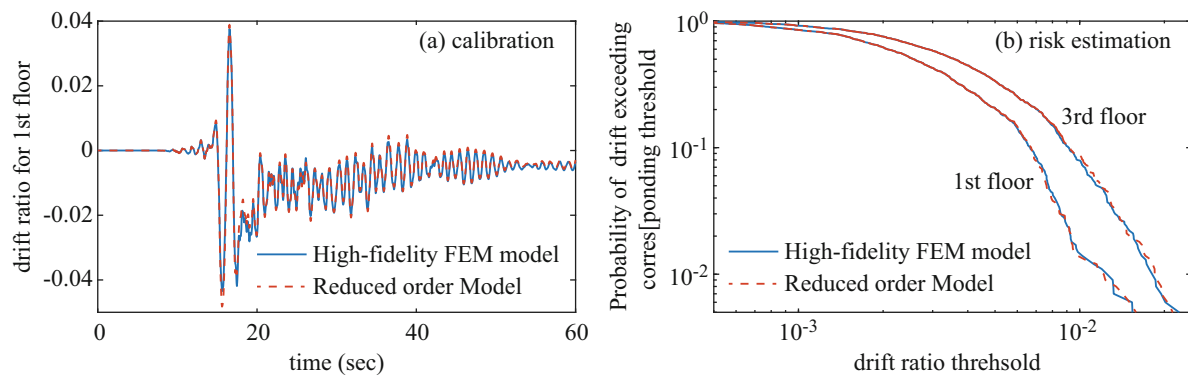 0.04
0.02
0
-0.02
-0.04
drift ratio for 1st floor
(a) calibration
High-fidelity FEM model
Reduced order Model
0
20
40
60
time (sec)
10^0
10^-1
10^-2
Probability of drift exceeding
corres[ponding threshold
(b) risk estimation
3rd floor
1st floor
High-fidelity FEM model
Reduced order Model
10^-3
10^-2
drift ratio threhsold